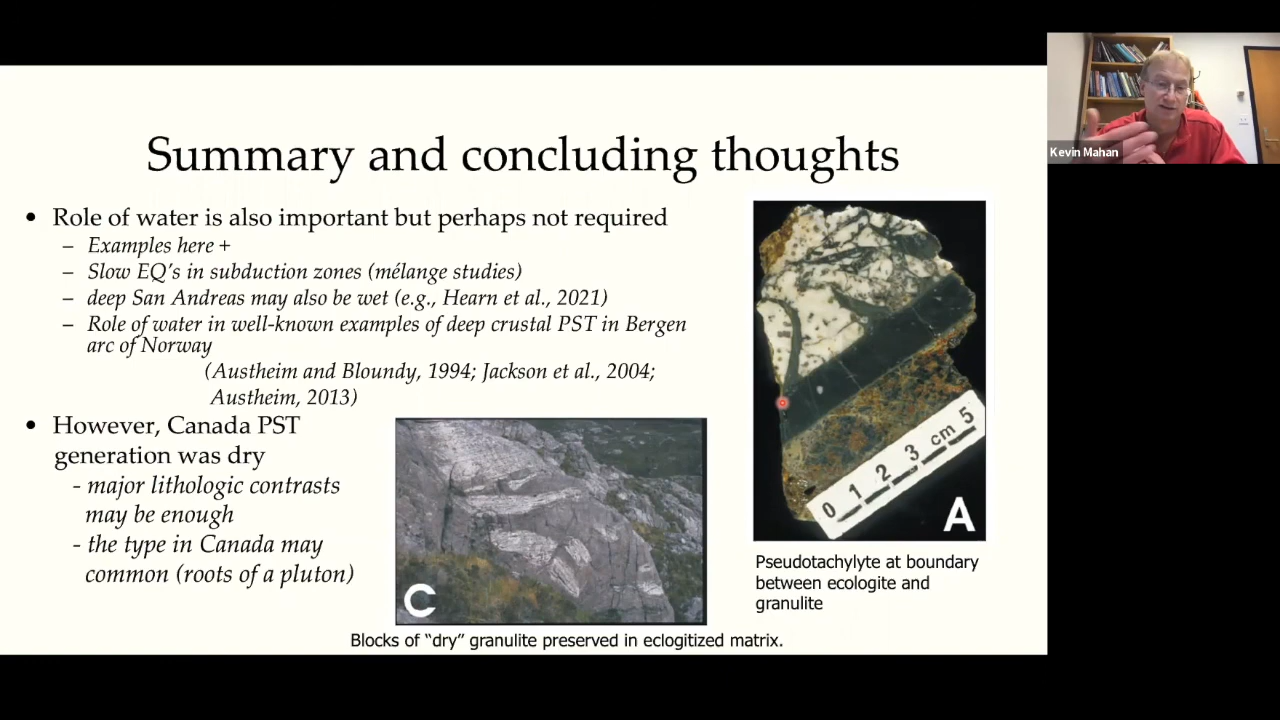 Summary and concluding thoughts
• Role of water is also important but perhaps not required
– Examples here +
– Slow EQ's in subduction zones (mélange studies)
– deep San Andreas may also be wet (e.g., Hearn et al., 2021)
– Role of water in well-known examples of deep crustal PST in Bergen
arc of Norway
(Austheim and Bloundy, 1994; Jackson et al., 2004;
Austheim, 2013)
• However, Canada PST
generation was dry
- major lithologic contrasts
may be enough
- the type in Canada may
common (roots of a pluton)
C
Blocks of “dry” granulite preserved in eclogitized matrix.
0 1 2 3 cm 5
A
Pseudotachylyte at boundary
between ecologite and
granulite
Kevin Mahan